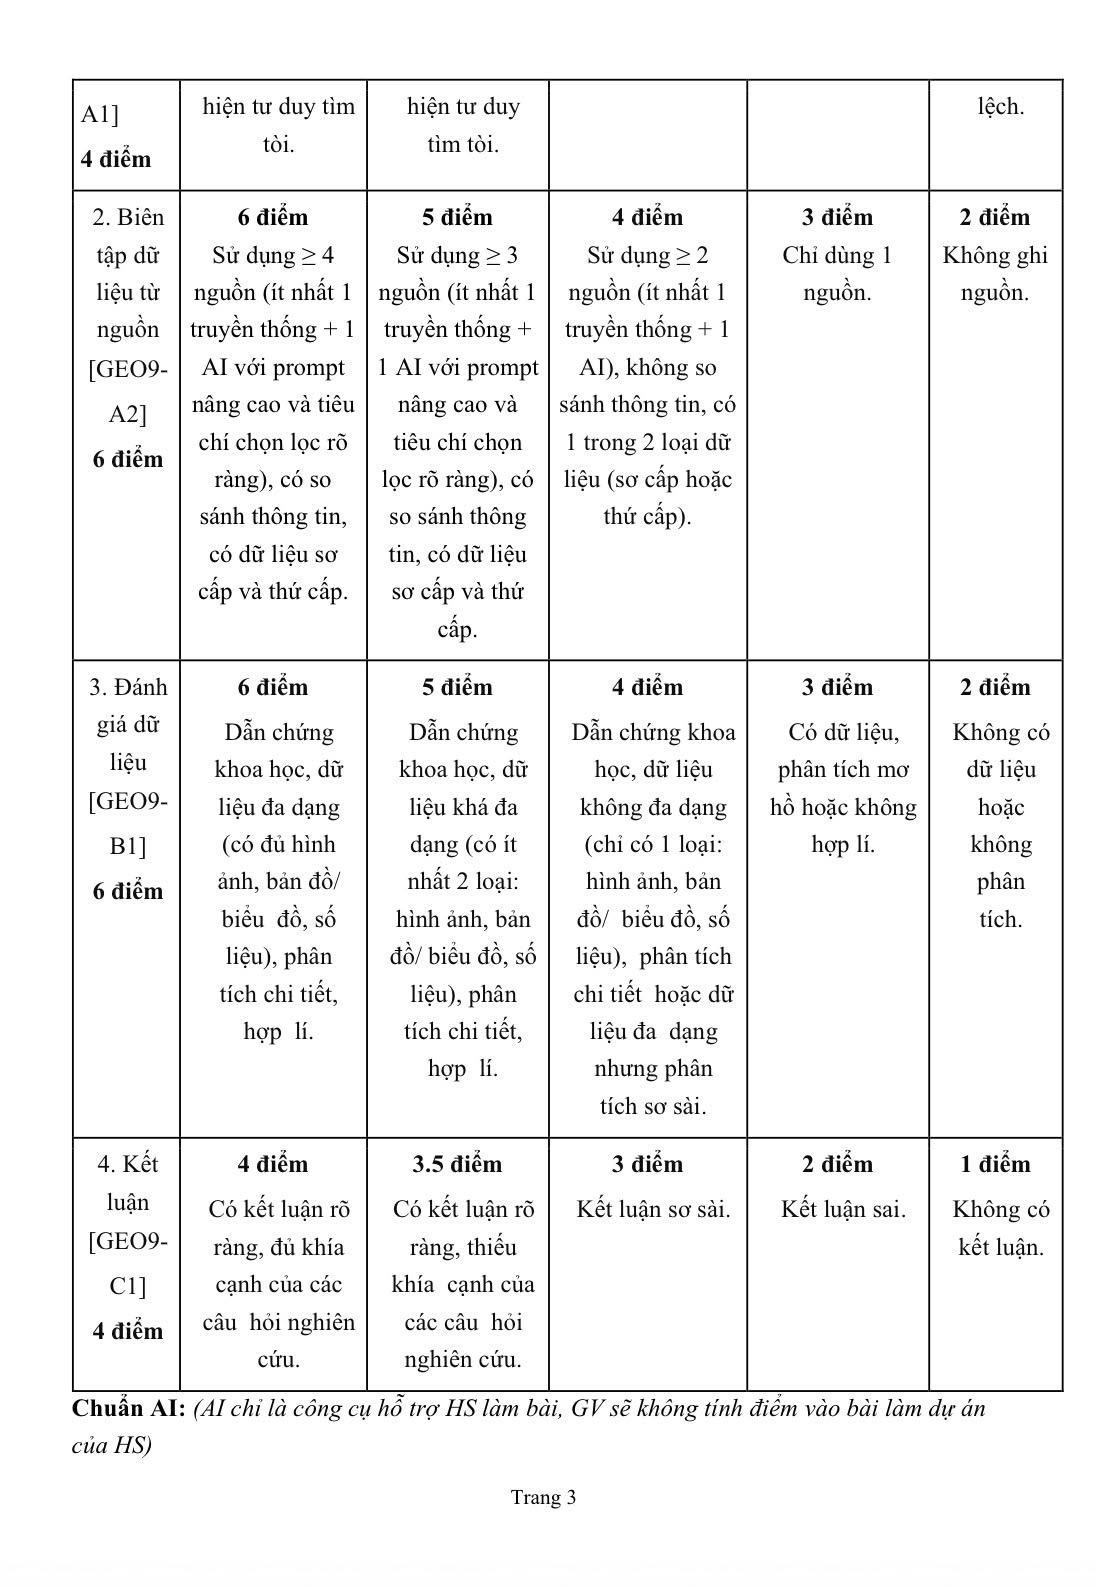 A1]
4 điểm
hiện tư duy tìm
tòi.
hiện tư duy
tìm tòi.
lệch.
2. Biên
tập dữ
liệu từ
nguồn
[GEO9-
A2]
6 điểm
6 điểm
Sử dụng ≥ 4
nguồn (ít nhất 1
truyền thống + 1
AI với prompt
nâng cao và tiêu
chí chọn lọc rõ
ràng), có so
sánh thông tin,
có dữ liệu sơ
cấp và thứ cấp.
5 điểm
Sử dụng ≥ 3
nguồn (ít nhất 1
truyền thống +
1 AI với prompt
nâng cao và
tiêu chí chọn
lọc rõ ràng), có
so sánh thông
tin, có dữ liệu
sơ cấp và thứ
cấp.
4 điểm
Sử dụng ≥ 2
nguồn (ít nhất 1
truyền thống + 1
AI), không so
sánh thông tin, có
1 trong 2 loại dữ
liệu (sơ cấp hoặc
thứ cấp).
3 điểm
Chỉ dùng 1
nguồn.
2 điểm
Không ghi
nguồn.
3. Đánh
giá dữ
liệu
[GEO9-
B1]
6 điểm
6 điểm
Dẫn chứng
khoa học, dữ
liệu đa dạng
(có đủ hình
ảnh, bản đồ/
biểu  đồ, số
liệu), phân
tích chi tiết,
hợp  lí.
5 điểm
Dẫn chứng
khoa học, dữ
liệu khá đa
dạng (có ít
nhất 2 loại:
hình ảnh, bản
đồ/ biểu đồ, số
liệu), phân
tích chi tiết,
hợp  lí.
4 điểm
Dẫn chứng khoa
học, dữ liệu
không đa dạng
(chỉ có 1 loại:
hình ảnh, bản
đồ/  biểu đồ, số
liệu),  phân tích
chi tiết  hoặc dữ
liệu đa  dạng
nhưng phân
tích sơ sài.
3 điểm
Có dữ liệu,
phân tích mơ
hồ hoặc không
hợp lí.
2 điểm
Không có
dữ liệu
hoặc
không
phân
tích.
4. Kết
luận
[GEO9-
C1]
4 điểm
4 điểm
Có kết luận rõ
ràng, đủ khía
cạnh của các
câu  hỏi nghiên
cứu.
3.5 điểm
Có kết luận rõ
ràng, thiếu
khía  cạnh của
các câu  hỏi
nghiên cứu.
3 điểm
Kết luận sơ sài.
2 điểm
Kết luận sai.
1 điểm
Không có
kết luận.
Chuẩn AI: (AI chỉ là công cụ hỗ trợ HS làm bài, GV sẽ không tính điểm vào bài làm dự án
của HS)
Trang 3